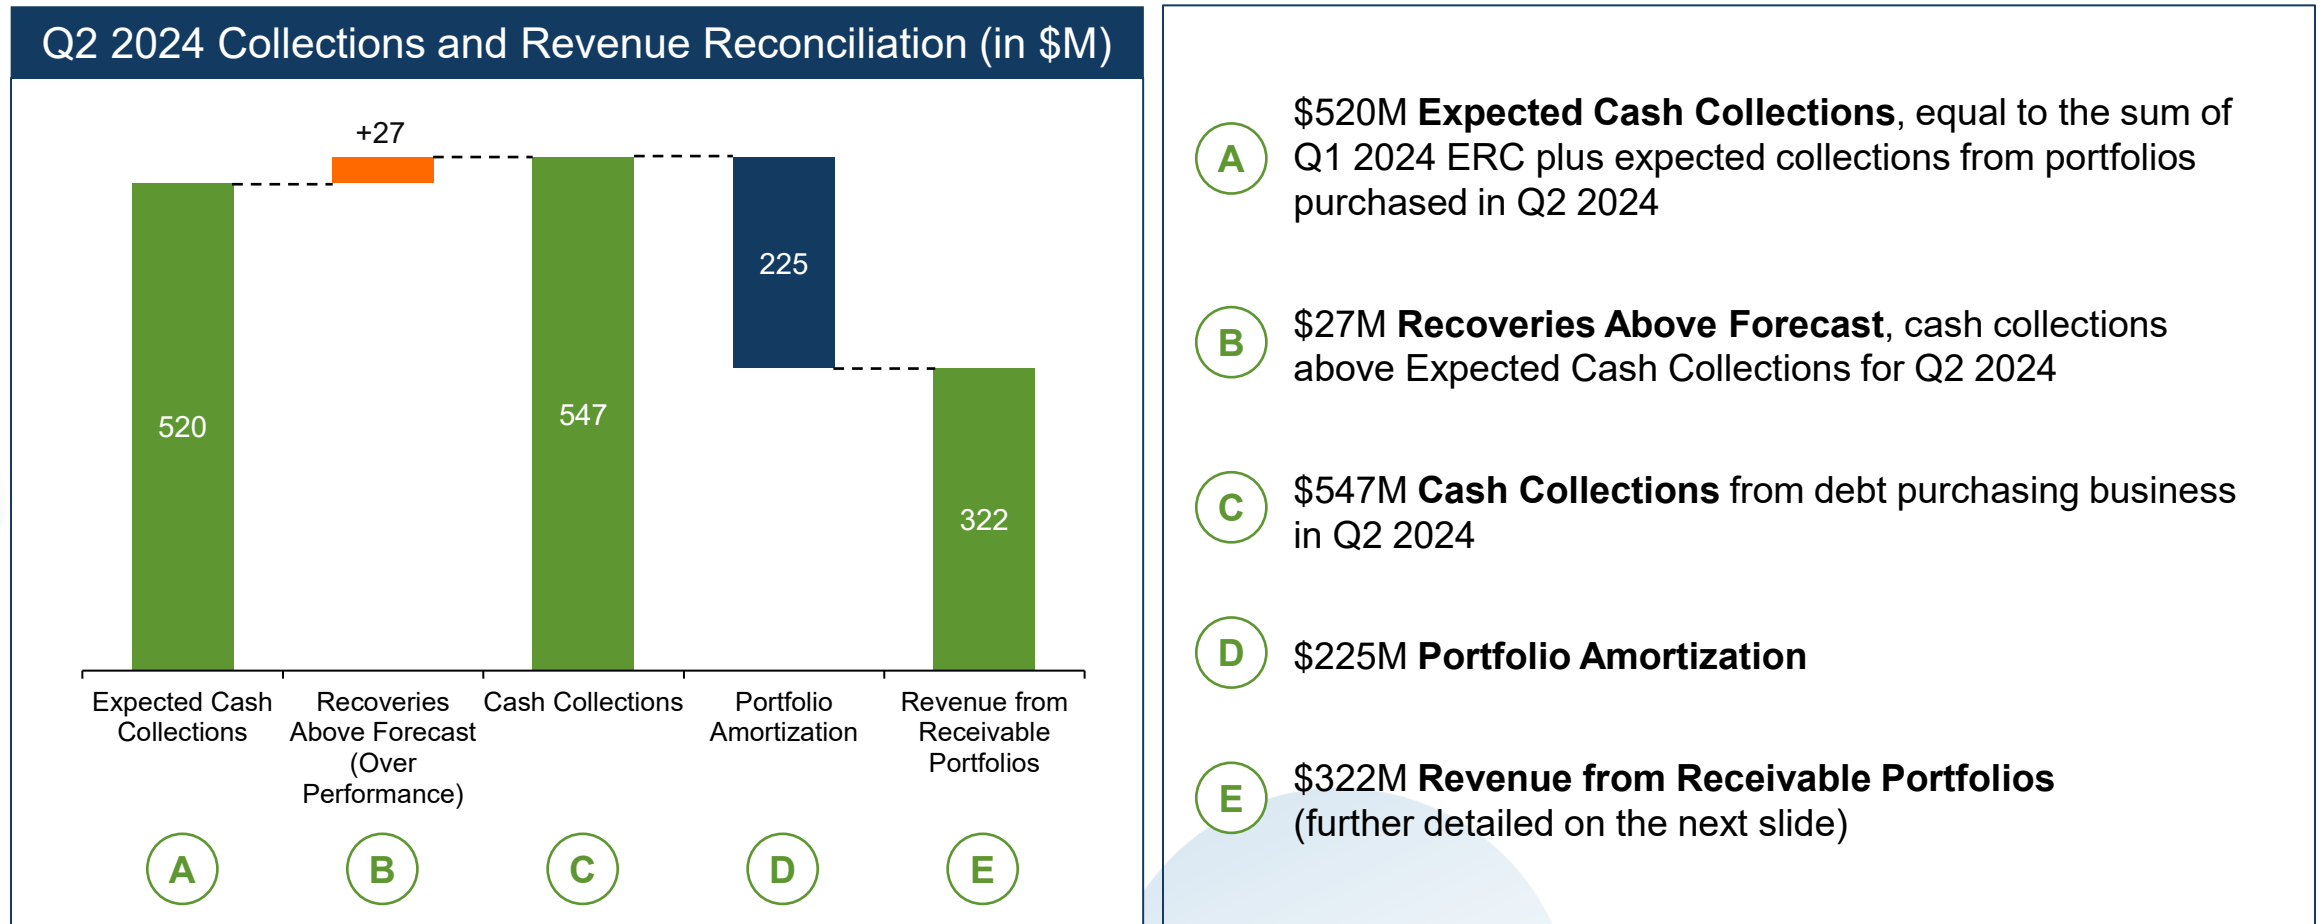 Q2 2024 Collections and Revenue Reconciliation (in $M)
+27
520
547
225
322
Expected Cash
Collections
Recoveries
Above Forecast
(Over
Performance)
Cash Collections
Portfolio
Amortization
Revenue from
Receivable
Portfolios
A
B
C
D
E
A
$520M Expected Cash Collections, equal to the sum of
Q1 2024 ERC plus expected collections from portfolios
purchased in Q2 2024
B
$27M Recoveries Above Forecast, cash collections
above Expected Cash Collections for Q2 2024
C
$547M Cash Collections from debt purchasing business
in Q2 2024
D
$225M Portfolio Amortization
E
$322M Revenue from Receivable Portfolios
(further detailed on the next slide)